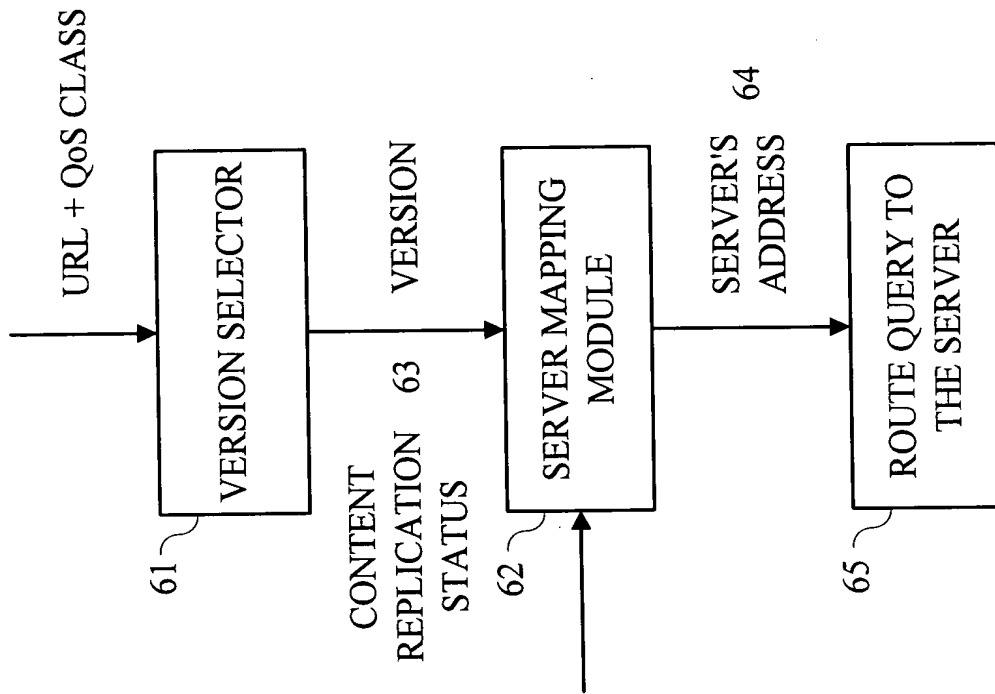 URL + QoS CLASS
VERSION SELECTOR
61
CONTENT
REPLICATION 63
STATUS
VERSION
SERVER MAPPING
MODULE
62
SERVER'S
ADDRESS 64
ROUTE QUERY TO
THE SERVER
65